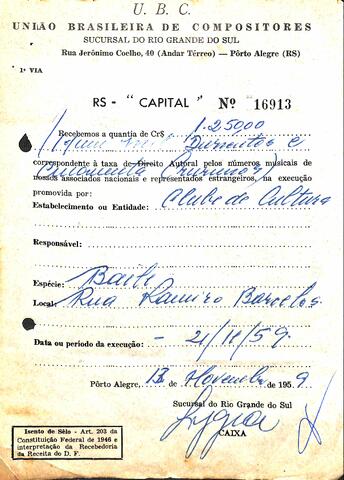 U. B. C.
UNIÃO BRASILEIRA DE COMPOSITORES
SUCURSAL DO RIO GRANDE DO SUL
Rua Jerônimo Coelho, 40 (Andar Térreo) — Pôrto Alegre (RS)
1ª VIA
RS - "CAPITAL" Nº 16913
Recebemos a quantia de Cr$ 1.250,00
(Hum mil Duzentos e
correspondente à taxa de Direito Autoral pelos números musicais de
Cincoenta Cruzeiros)
nossos associados nacionais e representados estrangeiros, na execução
promovida por:
Estabelecimento ou Entidade: Clube de Cultura
Responsável:
Espécie: Baile
Local: Rua Ramiro Barcelos
Data ou período da execução: - 21/11/59 -
Pôrto Alegre, 13 de Novembro de 1959
Sucursal do Rio Grande do Sul
Lygia
CAIXA
Isento de Sêlo - Art. 203 da
Constituição Federal de 1946 e
interpretação da Recebedoria
da Receita do D. F.